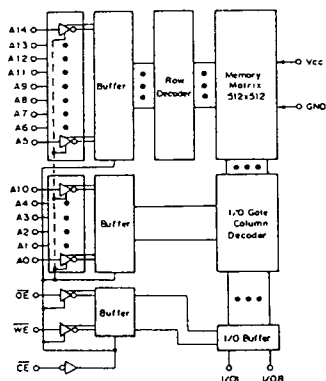 A14
A13
A12
A11
A9
A8
A7
A6
A5
Buffer
Row
Decoder
Memory
Matrix
512x512
Vcc
GND
A10
A4
A3
A2
A1
A0
Buffer
I/O Gate
Column
Decoder
OE
WE
CE
Buffer
I/O Buffer
I/O1
I/O8